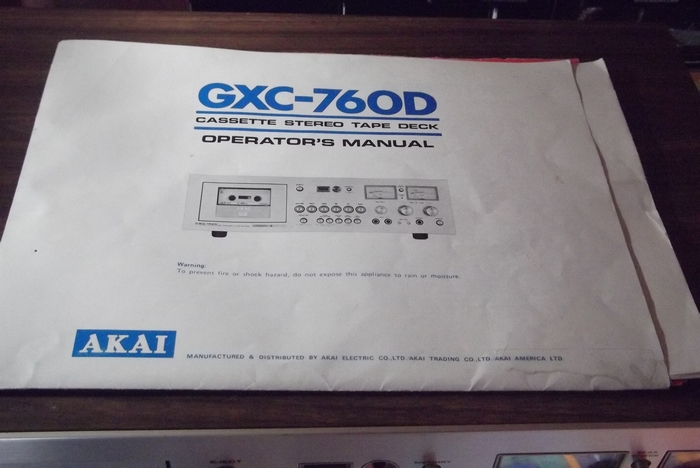 GXC-760D
CASSETTE STEREO TAPE DECK
OPERATOR'S MANUAL
Warning:
To prevent fire or shock hazard, do not expose this appliance to rain or moisture.
AKAI
MANUFACTURED & DISTRIBUTED BY AKAI ELECTRIC CO.,LTD./AKAI TRADING CO.,LTD./AKAI AMERICA LTD.
EJECT